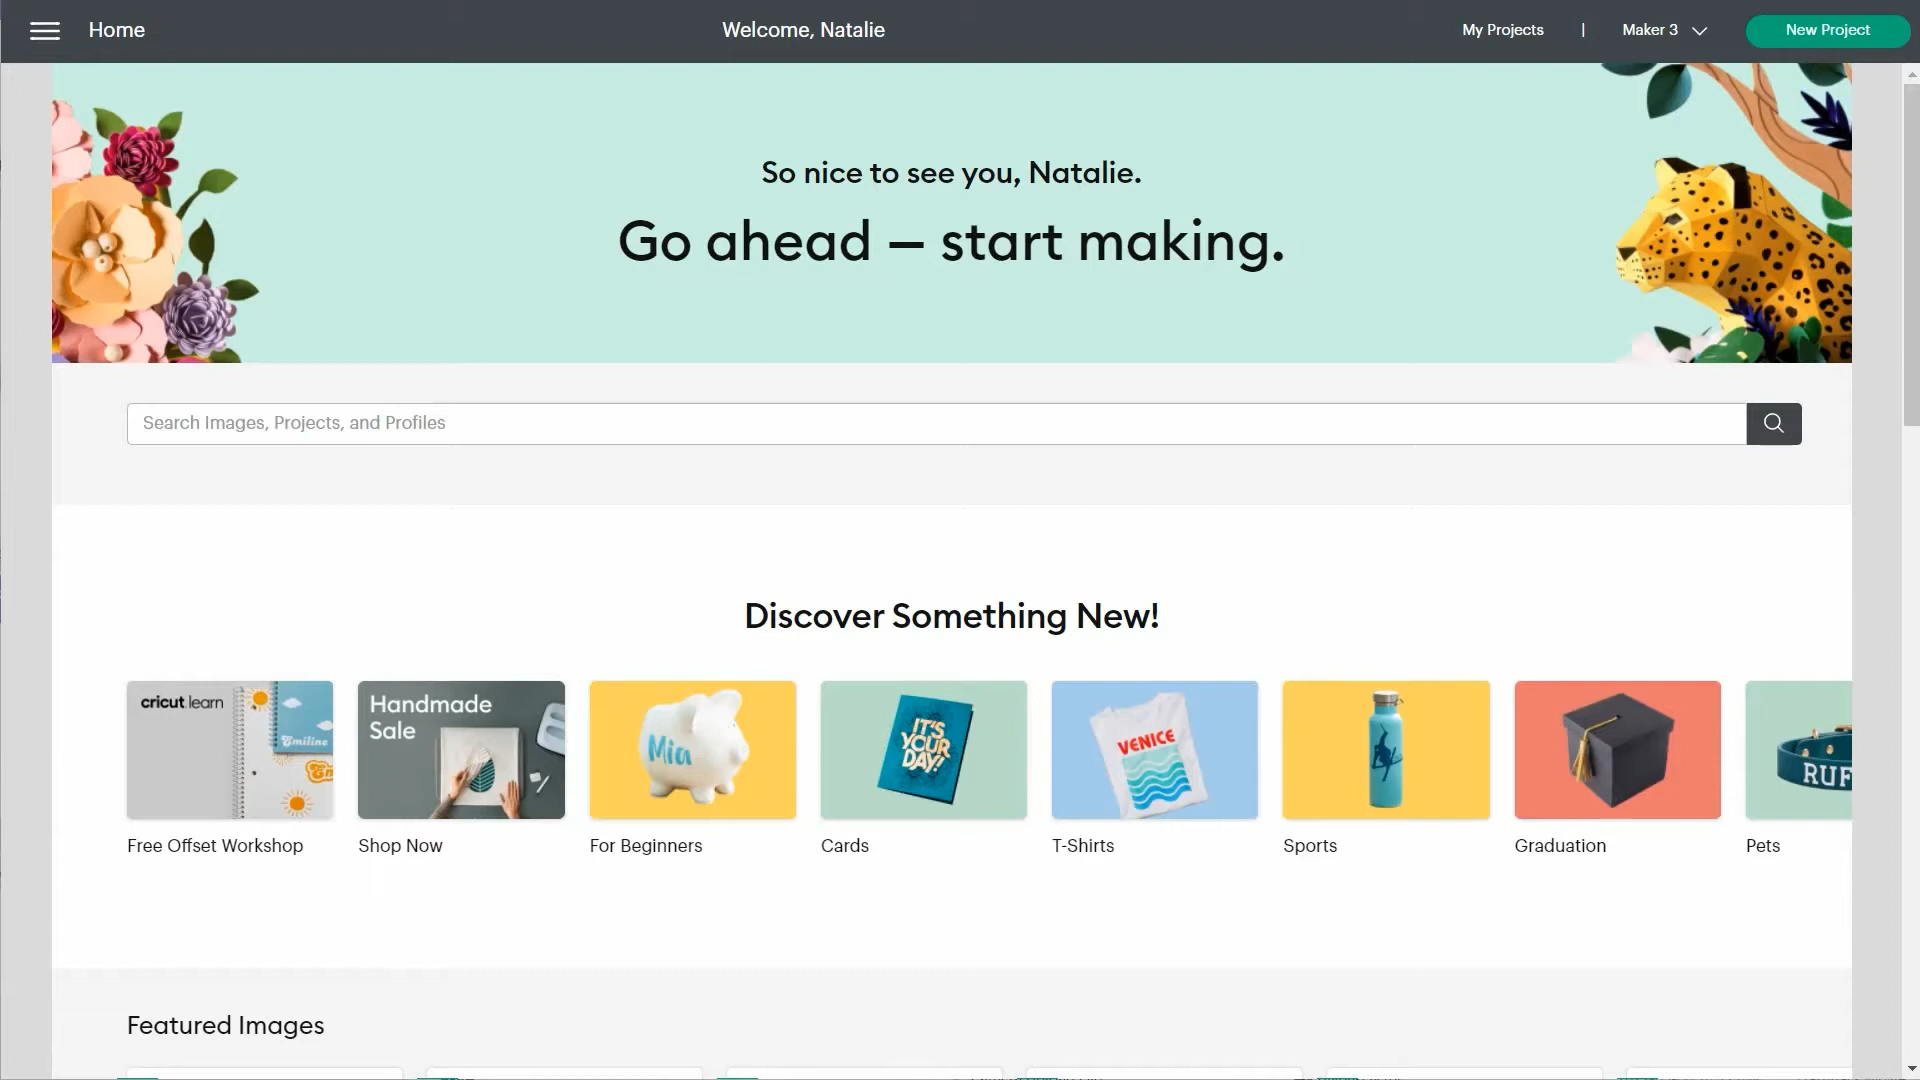 Home
Welcome, Natalie
My Projects | Maker 3
New Project
So nice to see you, Natalie.
Go ahead — start making.
Search Images, Projects, and Profiles
Discover Something New!
cricut.learn
Emiline
Handmade
Sale
Mia
IT'S
YOUR
DAY!
VENICE
RUF
Free Offset Workshop
Shop Now
For Beginners
Cards
T-Shirts
Sports
Graduation
Pets
Featured Images